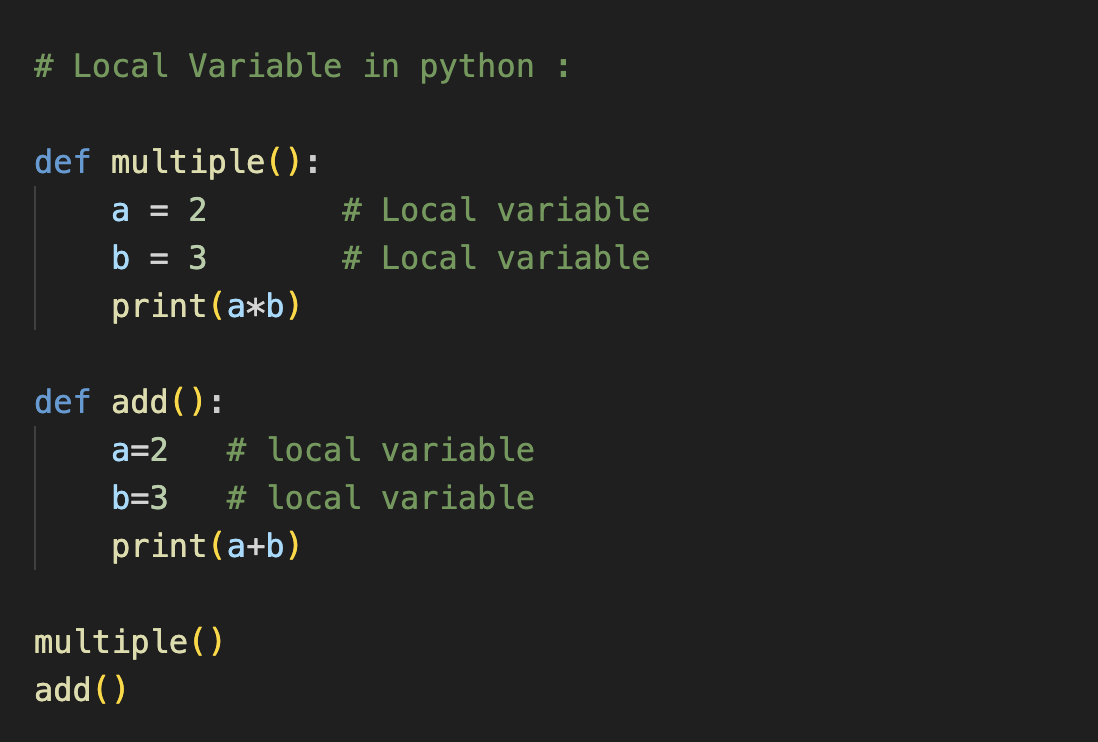 # Local Variable in python :
def multiple():
    a = 2       # Local variable
    b = 3       # Local variable
    print(a*b)
def add():
    a=2   # local variable
    b=3   # local variable
    print(a+b)
multiple()
add()